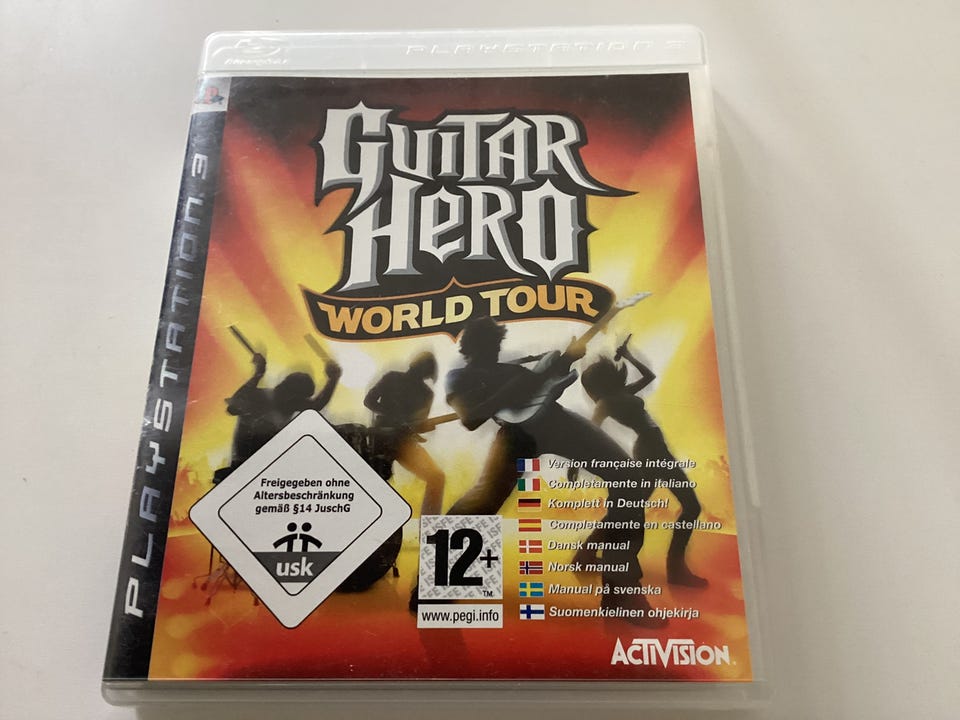 PLAYSTATION 3
PLAYSTATION 3
GUITAR
HERO
WORLD TOUR
Freigegeben ohne
Altersbeschränkung
gemäß §14 JuschG
usk
12+
TM
www.pegi.info
Version française intégrale
Completamente in italiano
Komplett in Deutsch!
Completamente en castellano
Dansk manual
Norsk manual
Manual på svenska
Suomenkielinen ohjekirja
ACTIVISION